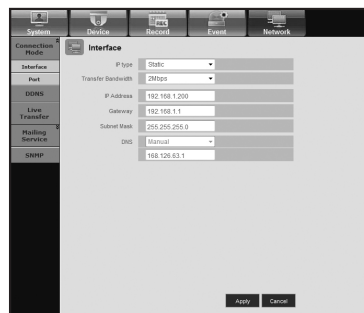 System Device Record Event Network
Connection Mode
Interface
Port
DDNS
Live Transfer
Mailing Service
SNMP
Interface
IP type Static
Transfer Bandwidth 2Mbps
IP Address 192.168.1.200
Gateway 192.168.1.1
Subnet Mask 255.255.255.0
DNS Manual
168.126.63.1
Apply Cancel